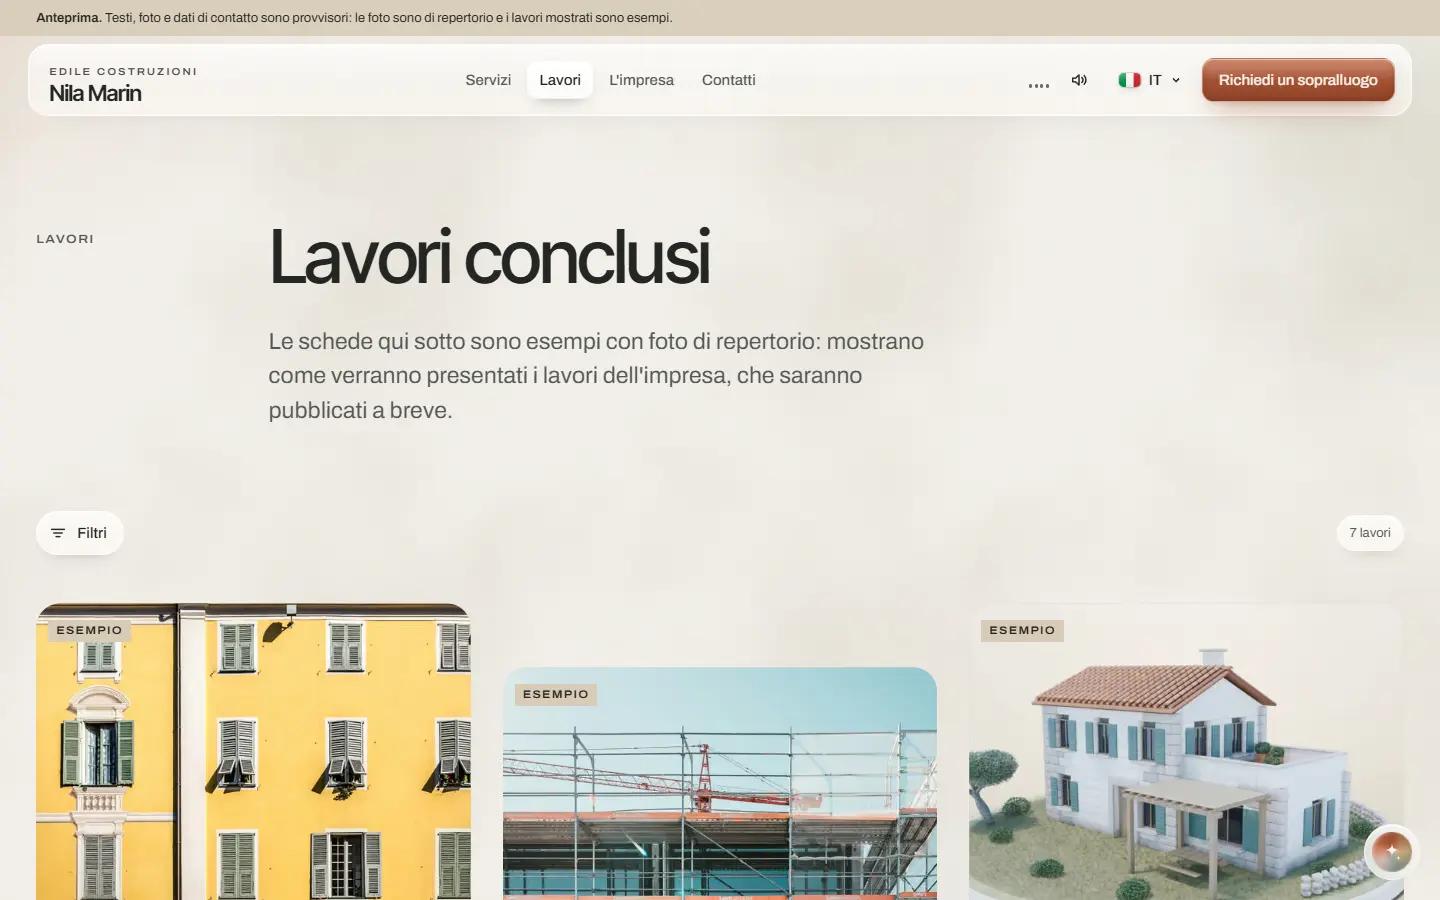 Anteprima. Testi, foto e dati di contatto sono provvisori: le foto sono di repertorio e i lavori mostrati sono esempi.
EDILE COSTRUZIONI
Nila Marin
Servizi
Lavori
L'impresa
Contatti
IT
Richiedi un sopralluogo
LAVORI
Lavori conclusi
Le schede qui sotto sono esempi con foto di repertorio: mostrano
come verranno presentati i lavori dell'impresa, che saranno
pubblicati a breve.
Filtri
7 lavori
ESEMPIO
ESEMPIO
ESEMPIO